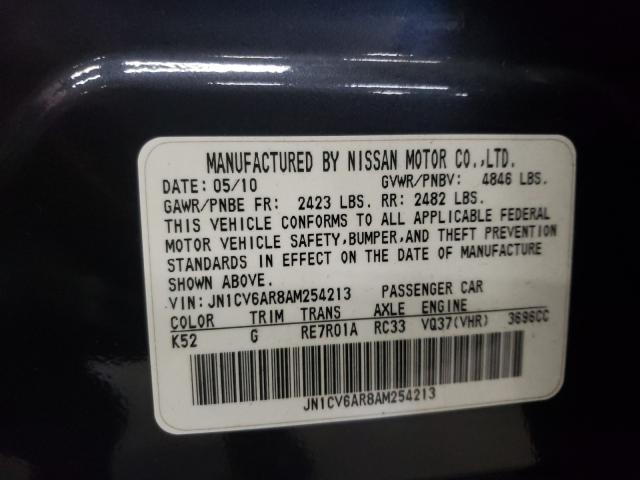 MANUFACTURED BY NISSAN MOTOR CO.,LTD.
DATE: 05/10 GVWR/PNBV: 4846 LBS.
GAWR/PNBE FR: 2423 LBS. RR: 2482 LBS.
THIS VEHICLE CONFORMS TO ALL APPLICABLE FEDERAL
MOTOR VEHICLE SAFETY,BUMPER,AND THEFT PREVENTION
STANDARDS IN EFFECT ON THE DATE OF MANUFACTURE
SHOWN ABOVE.
VIN: JN1CV6AR8AM254213 PASSENGER CAR
COLOR TRIM TRANS AXLE ENGINE
K52 G RE7R01A RC33 VQ37(VHR) 3696CC
JN1CV6AR8AM254213